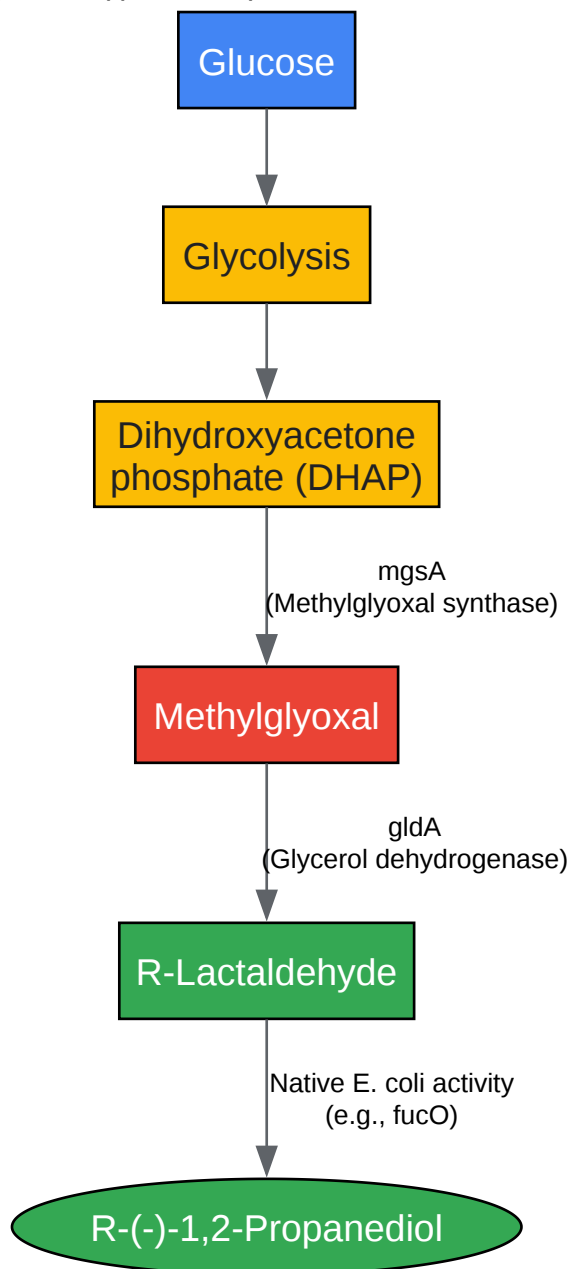 Glucose
Glycolysis
Dihydroxyacetone
phosphate (DHAP)
mgsA
(Methylglyoxal synthase)
Methylglyoxal
gldA
(Glycerol dehydrogenase)
R-Lactaldehyde
Native E. coli activity
(e.g., fucO)
R-(-)-1,2-Propanediol